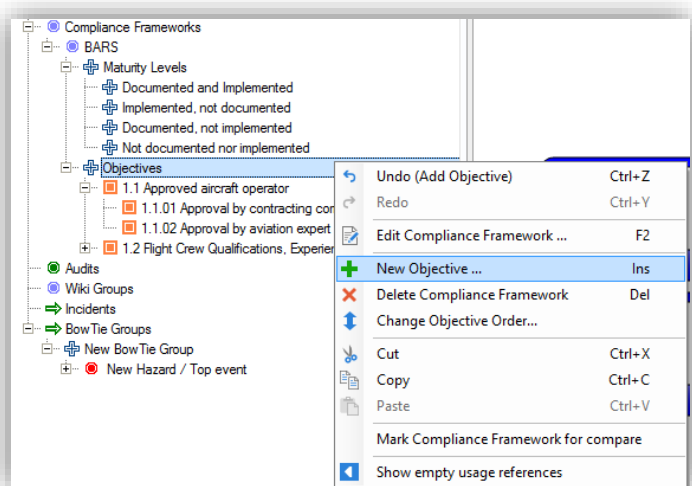 Compliance Frameworks
BARS
Maturity Levels
Documented and Implemented
Implemented, not documented
Documented, not implemented
Not documented nor implemented
Objectives
1.1 Approved aircraft operator
1.1.01 Approval by contracting cor
1.1.02 Approval by aviation expert
1.2 Flight Crew Qualifications, Experien
Audits
Wiki Groups
Incidents
BowTie Groups
New BowTie Group
New Hazard / Top event
Undo (Add Objective) Ctrl+Z
Redo Ctrl+Y
Edit Compliance Framework ... F2
New Objective ... Ins
Delete Compliance Framework Del
Change Objective Order...
Cut Ctrl+X
Copy Ctrl+C
Paste Ctrl+V
Mark Compliance Framework for compare
Show empty usage references